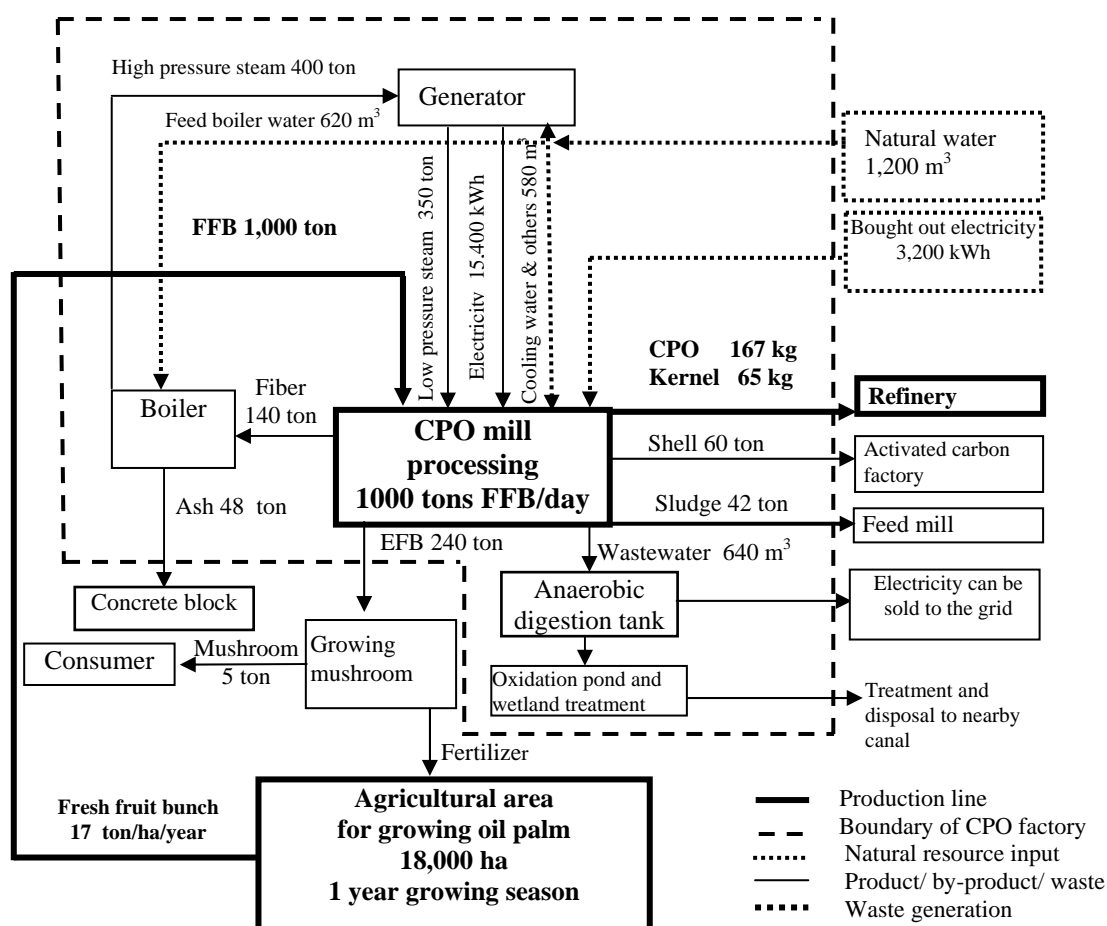 High pressure steam 400 ton
Generator
Feed boiler water 620 m³
Natural water
1,200 m³
Bought out electricity
3,200 kWh
FFB 1,000 ton
Low pressure steam 350 ton
Electricity 15.400 kWh
Cooling water & others 580 m³
CPO 167 kg
Kernel 65 kg
Boiler
Fiber
140 ton
CPO mill
processing
1000 tons FFB/day
Refinery
Shell 60 ton
Activated carbon
factory
Ash 48 ton
Sludge 42 ton
Feed mill
EFB 240 ton
Wastewater 640 m³
Concrete block
Anaerobic
digestion tank
Electricity can be
sold to the grid
Consumer
Mushroom
5 ton
Growing
mushroom
Oxidation pond and
wetland treatment
Treatment and
disposal to nearby
canal
Fertilizer
Fresh fruit bunch
17 ton/ha/year
Agricultural area
for growing oil palm
18,000 ha
1 year growing season
Production line
Boundary of CPO factory
Natural resource input
Product/ by-product/ waste
Waste generation